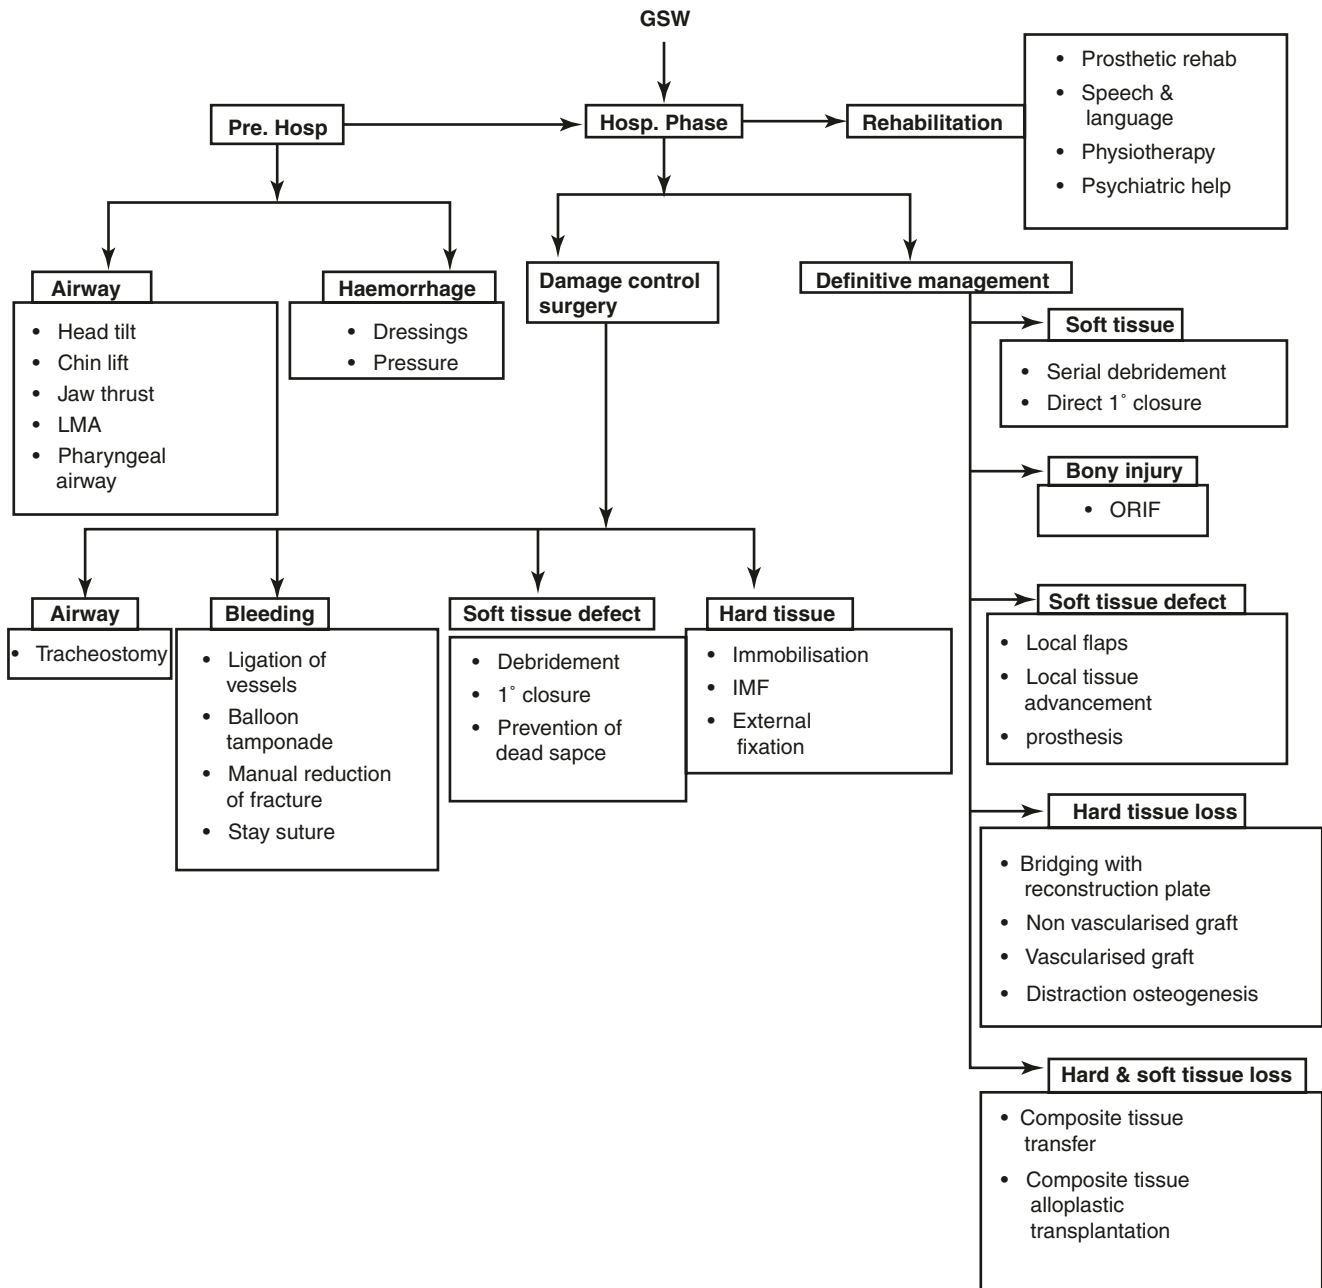 GSW
Pre. Hosp
Hosp. Phase
Rehabilitation
• Prosthetic rehab
• Speech &
language
• Physiotherapy
• Psychiatric help
Airway
• Head tilt
• Chin lift
• Jaw thrust
• LMA
• Pharyngeal
airway
Haemorrhage
• Dressings
• Pressure
Damage control
surgery
Definitive management
Soft tissue
• Serial debridement
• Direct 1° closure
Bony injury
• ORIF
Soft tissue defect
• Local flaps
• Local tissue
advancement
• prosthesis
Hard tissue loss
• Bridging with
reconstruction plate
• Non vascularised graft
• Vascularised graft
• Distraction osteogenesis
Hard & soft tissue loss
• Composite tissue
transfer
• Composite tissue
alloplastic
transplantation
Airway
• Tracheostomy
Bleeding
• Ligation of
vessels
• Balloon
tamponade
• Manual reduction
of fracture
• Stay suture
Soft tissue defect
• Debridement
• 1° closure
• Prevention of
dead sapce
Hard tissue
• Immobilisation
• IMF
• External
fixation